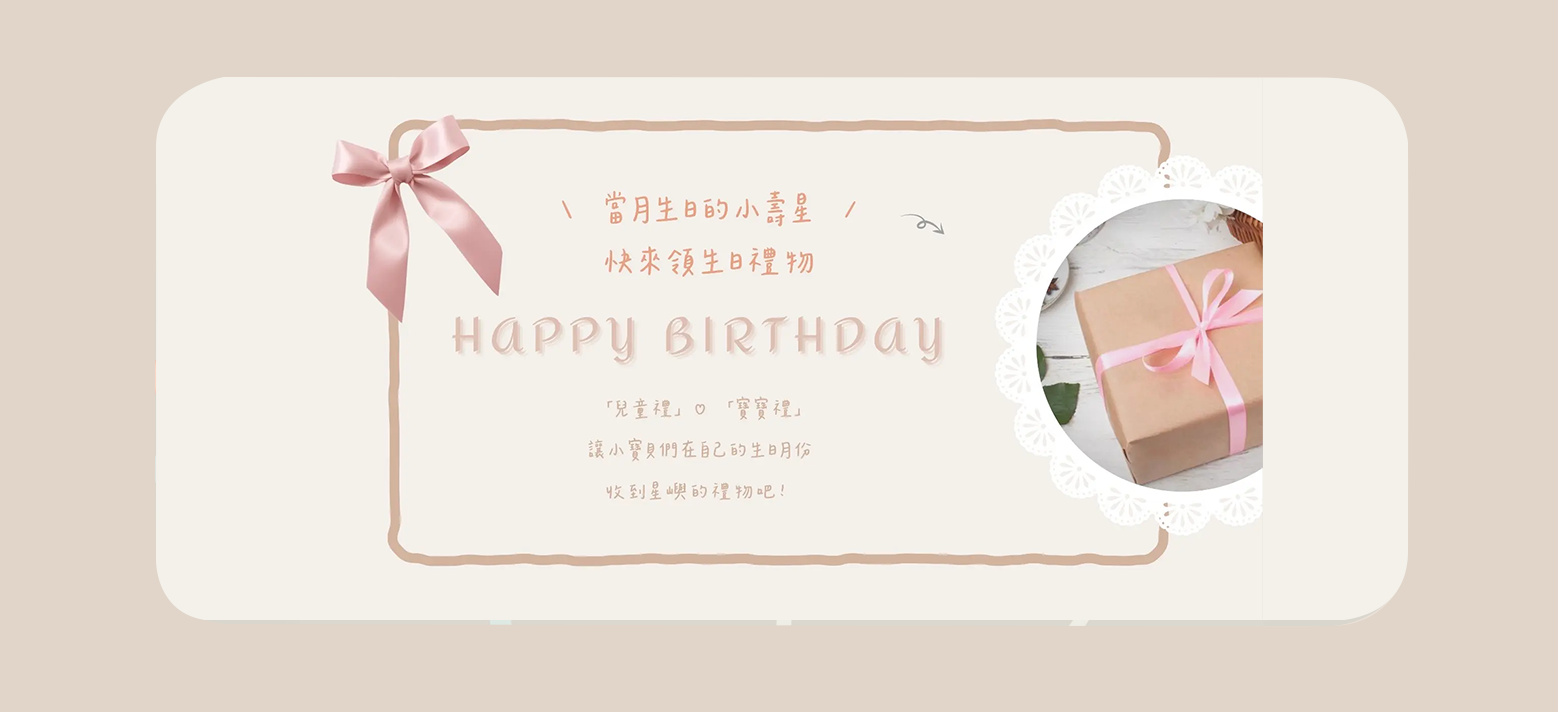 \ 當月生日的小壽星 /
快來領生日禮物
HAPPY BIRTHDAY
「兒童禮」♡「寶寶禮」
讓小寶貝們在自己的生日月份
收到星嶼的禮物吧!